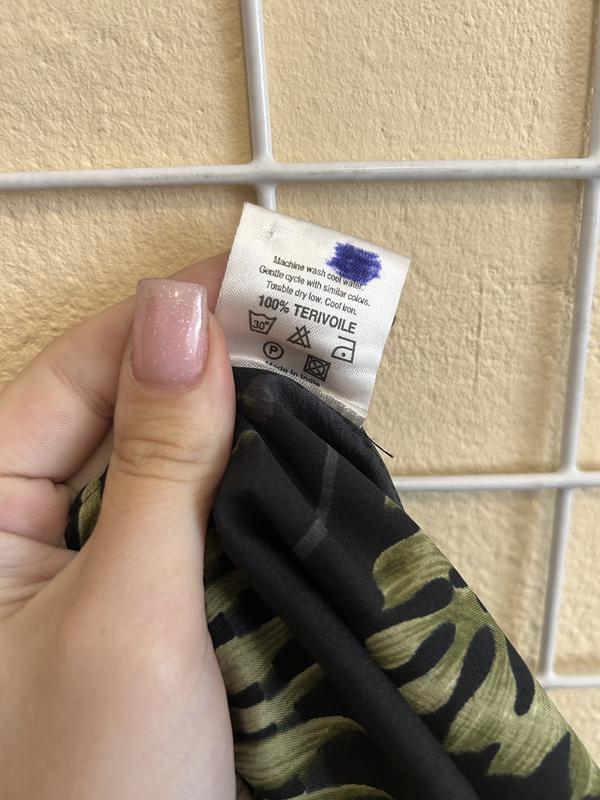 Machine wash cool water.
Gentle cycle with similar colors.
Tumble dry low. Cool iron.
100% TERIVOILE
30°
P
Made in India